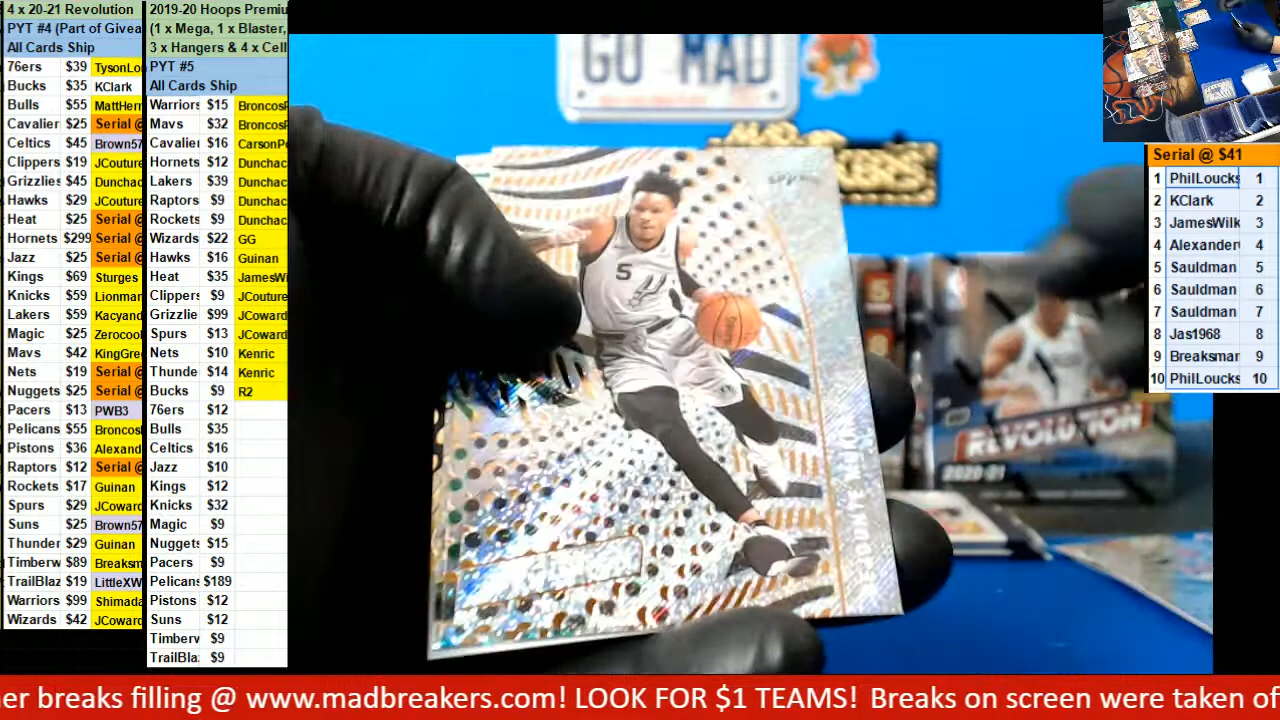 4 x 20-21 Revolution
PYT #4 (Part of Givea
All Cards Ship
76ers $39 TysonLo
Bucks $35 KClark
Bulls $55 MattHerr
Cavalier $25 Serial @
Celtics $45 Brown57
Clippers $19 JCouture
Grizzlies $45 Dunchac
Hawks $29 JCouture
Heat $25 Serial @
Hornets $299 Serial @
Jazz $25 Serial @
Kings $69 Sturges
Knicks $59 Lionman
Lakers $59 Kacyand
Magic $25 Zerocool
Mavs $42 KingGre
Nets $19 Serial @
Nuggets $25 Serial @
Pacers $13 PWB3
Pelicans $55 Broncos
Pistons $36 Alexand
Raptors $12 Serial @
Rockets $17 Guinan
Spurs $29 JCoward
Suns $25 Brown57
Thunder $29 Guinan
Timberw $89 Breaksm
TrailBlaz $19 LittleXW
Warriors $99 Shimada
Wizards $42 JCoward
2019-20 Hoops Premiu
(1 x Mega, 1 x Blaster,
3 x Hangers & 4 x Cell
PYT #5
All Cards Ship
Warriors $15 BroncosF
Mavs $32 BroncosF
Cavalier $16 CarsonPo
Hornets $12 Dunchac
Lakers $39 Dunchac
Raptors $9 Dunchac
Rockets $9 Dunchac
Wizards $22 GG
Hawks $16 Guinan
Heat $35 JamesWi
Clippers $9 JCouture
Grizzlie $99 JCoward
Spurs $13 JCoward
Nets $10 Kenric
Thunde $14 Kenric
Bucks $9 R2
76ers $12
Bulls $35
Celtics $16
Jazz $10
Kings $12
Knicks $32
Magic $9
Nuggets $15
Pacers $9
Pelicans $189
Pistons $12
Suns $12
Timberv $9
TrailBla $9
GO MAD
SPURS
5
REVOLUTION
2020-21
Serial @ $41
1 PhilLoucks 1
2 KClark 2
3 JamesWilk 3
4 Alexander 4
5 Sauldman 5
6 Sauldman 6
7 Sauldman 7
8 Jas1968 8
9 Breaksman 9
10 PhilLoucks 10
ner breaks filling @ www.madbreakers.com! LOOK FOR $1 TEAMS! Breaks on screen were taken of